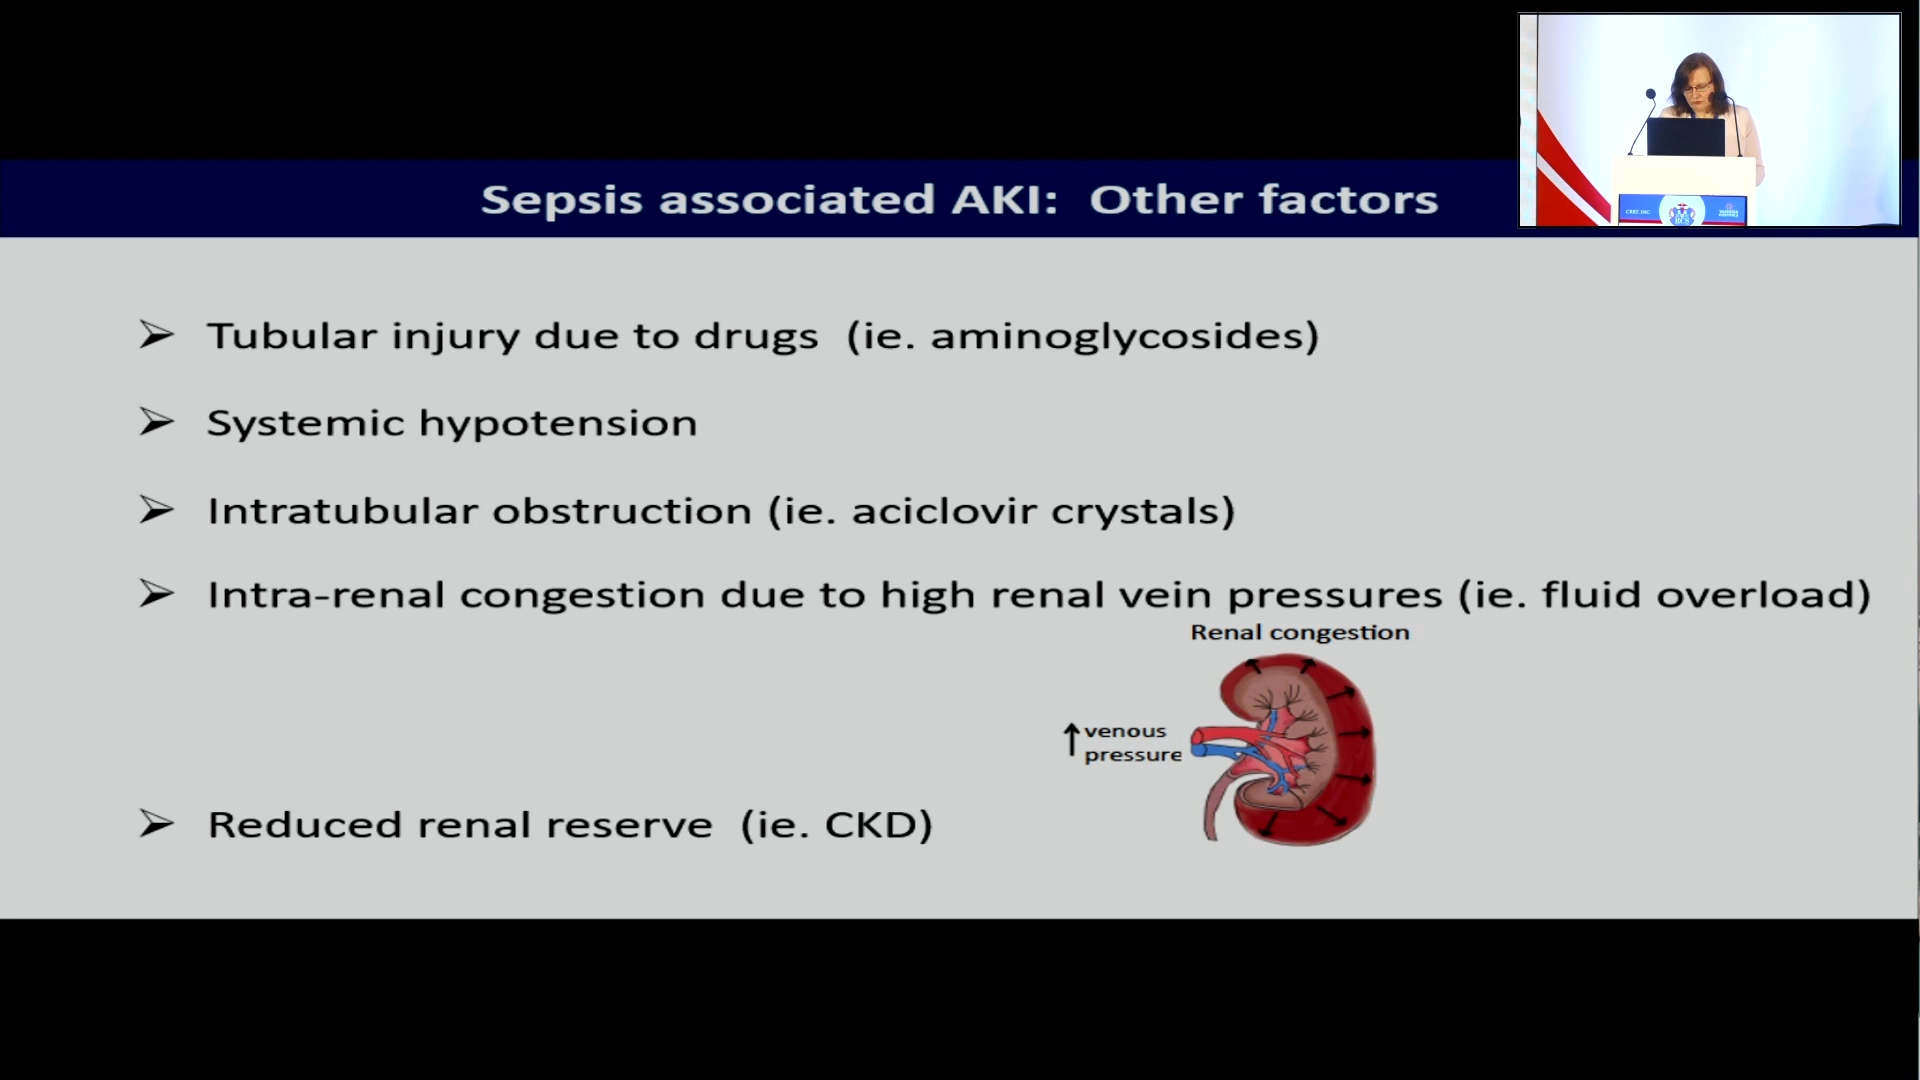 Sepsis associated AKI: Other factors
➢ Tubular injury due to drugs (ie. aminoglycosides)
➢ Systemic hypotension
➢ Intratubular obstruction (ie. aciclovir crystals)
➢ Intra-renal congestion due to high renal vein pressures (ie. fluid overload)
Renal congestion
↑ venous
pressure
➢ Reduced renal reserve (ie. CKD)